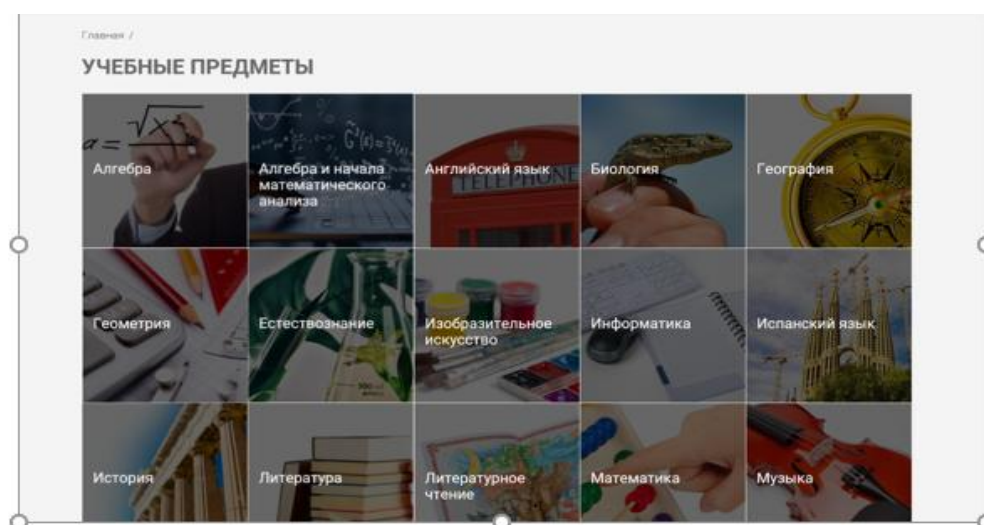 Главная /
УЧЕБНЫЕ ПРЕДМЕТЫ
Алгебра
Алгебра и начала
математического
анализа
Английский язык
TELEPHONE
Биология
География
Геометрия
Естествознание
Изобразительное
искусство
Информатика
Испанский язык
История
Литература
Литературное
чтение
Математика
Музыка